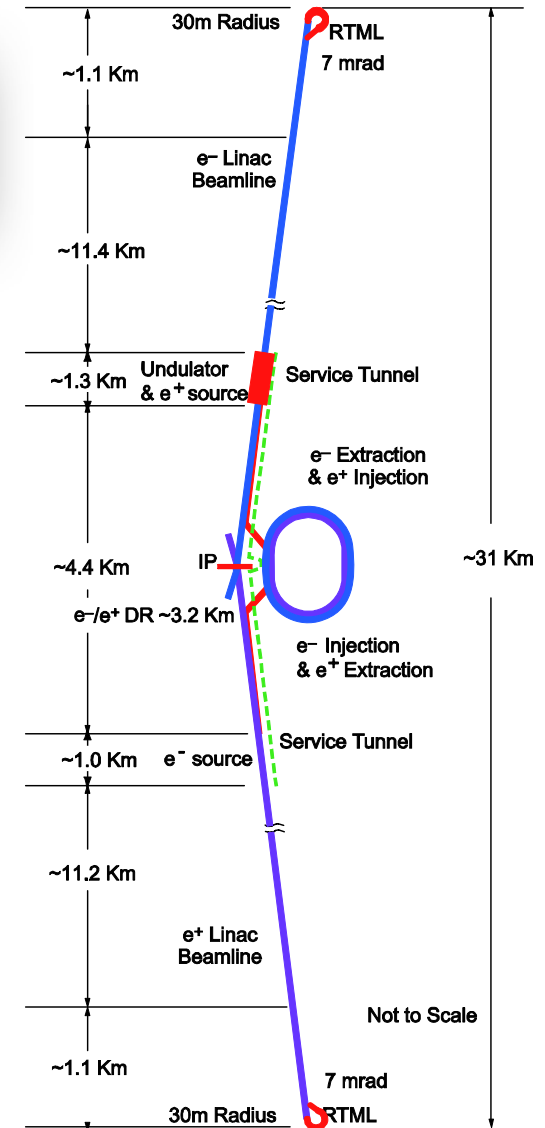 30m Radius
RTML
7 mrad
~1.1 Km
e– Linac
Beamline
~11.4 Km
Undulator
& e+ source
~1.3 Km
Service Tunnel
e– Extraction
& e+ Injection
IP
~4.4 Km
~31 Km
e–/e+ DR ~3.2 Km
e– Injection
& e+ Extraction
Service Tunnel
~1.0 Km
e- source
~11.2 Km
e+ Linac
Beamline
Not to Scale
~1.1 Km
7 mrad
30m Radius
RTML